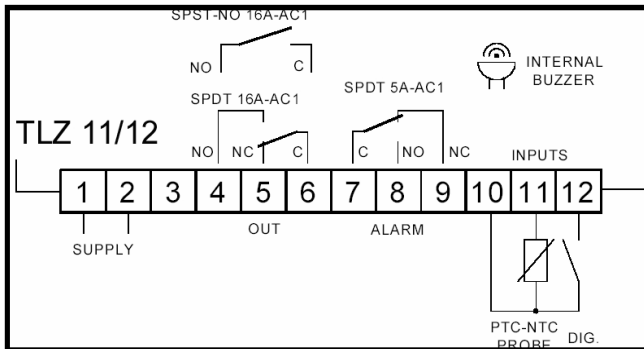 SPST-NO 16A-AC1
NO C
INTERNAL
BUZZER
SPDT 16A-AC1 SPDT 5A-AC1
TLZ 11/12
NO NC C C NO NC INPUTS
1 2 3 4 5 6 7 8 9 10 11 12
SUPPLY OUT ALARM
PTC-NTC
PROBE DIG.